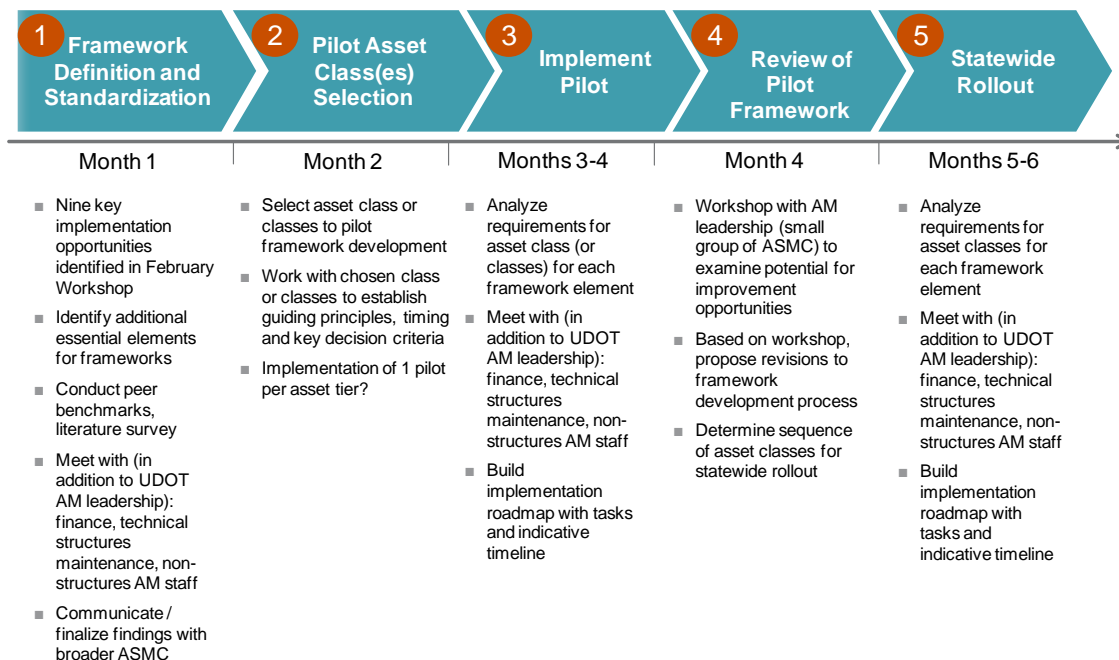 1
Framework
Definition and
Standardization
2
Pilot Asset
Class(es)
Selection
3
Implement
Pilot
4
Review of
Pilot
Framework
5
Statewide
Rollout
Month 1
Month 2
Months 3-4
Month 4
Months 5-6
Nine key
implementation
opportunities
identified in February
Workshop
Identify additional
essential elements
for frameworks
Conduct peer
benchmarks,
literature survey
Meet with (in
addition to UDOT
AM leadership):
finance, technical
structures
maintenance, non-
structures AM staff
Communicate /
finalize findings with
broader ASMC
Select asset class or
classes to pilot
framework development
Work with chosen class
or classes to establish
guiding principles, timing
and key decision criteria
Implementation of 1 pilot
per asset tier?
Analyze
requirements for
asset class (or
classes) for each
framework element
Meet with (in
addition to UDOT
AM leadership):
finance, technical
structures
maintenance, non-
structures AM staff
Build
implementation
roadmap with tasks
and indicative
timeline
Workshop with AM
leadership (small
group of ASMC) to
examine potential for
improvement
opportunities
Based on workshop,
propose revisions to
framework
development process
Determine sequence
of asset classes for
statewide rollout
Analyze
requirements for
asset classes for
each framework
element
Meet with (in
addition to UDOT
AM leadership):
finance, technical
structures
maintenance, non-
structures AM staff
Build
implementation
roadmap with
tasks and
indicative timeline